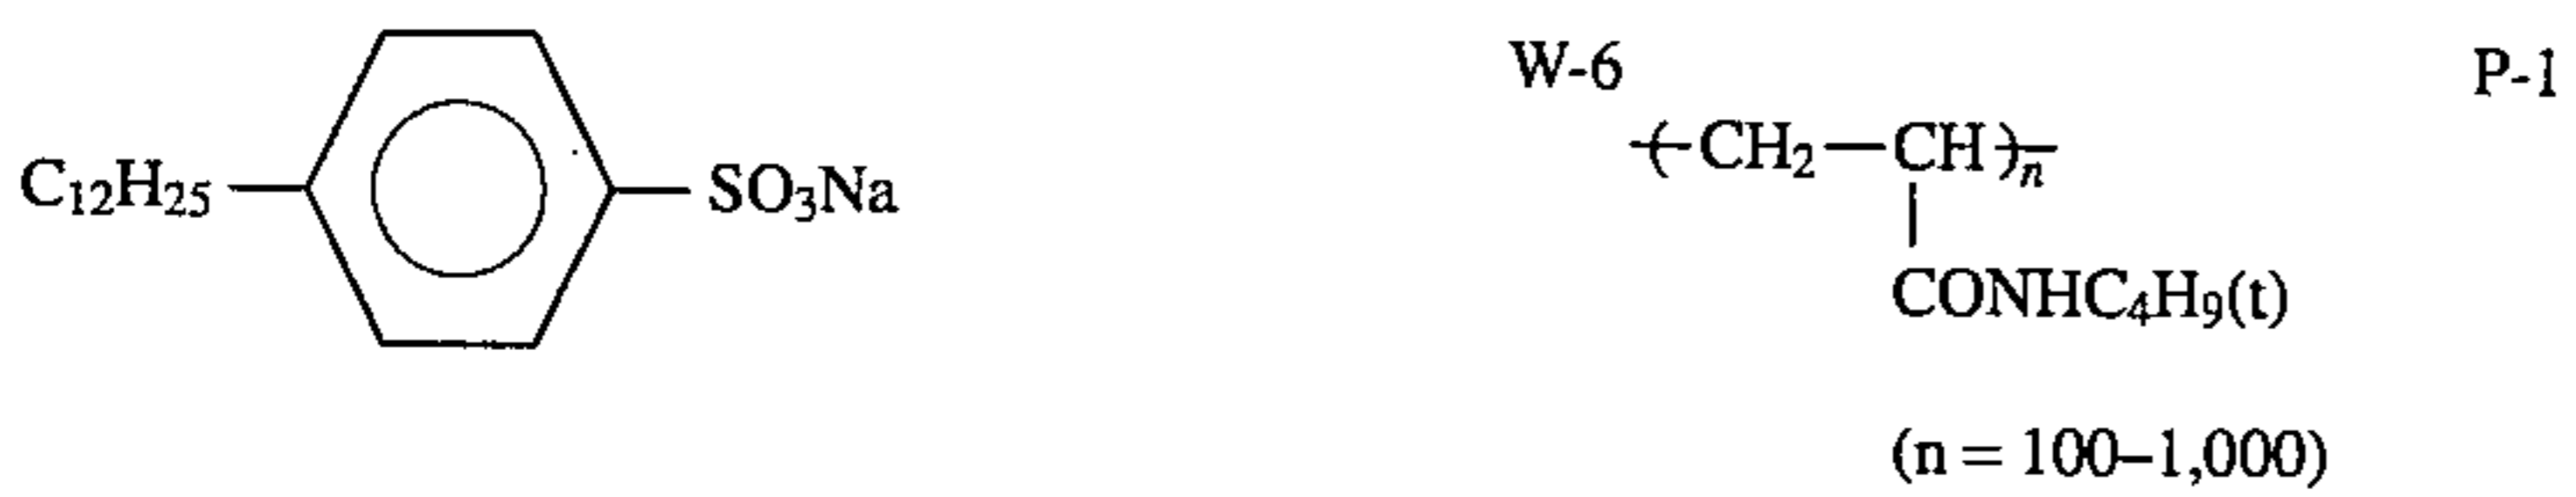 W-6
C12H25 SO3Na
P-1
( CH2 CH )n
CONHC4H9(t)
(n = 100–1,000)